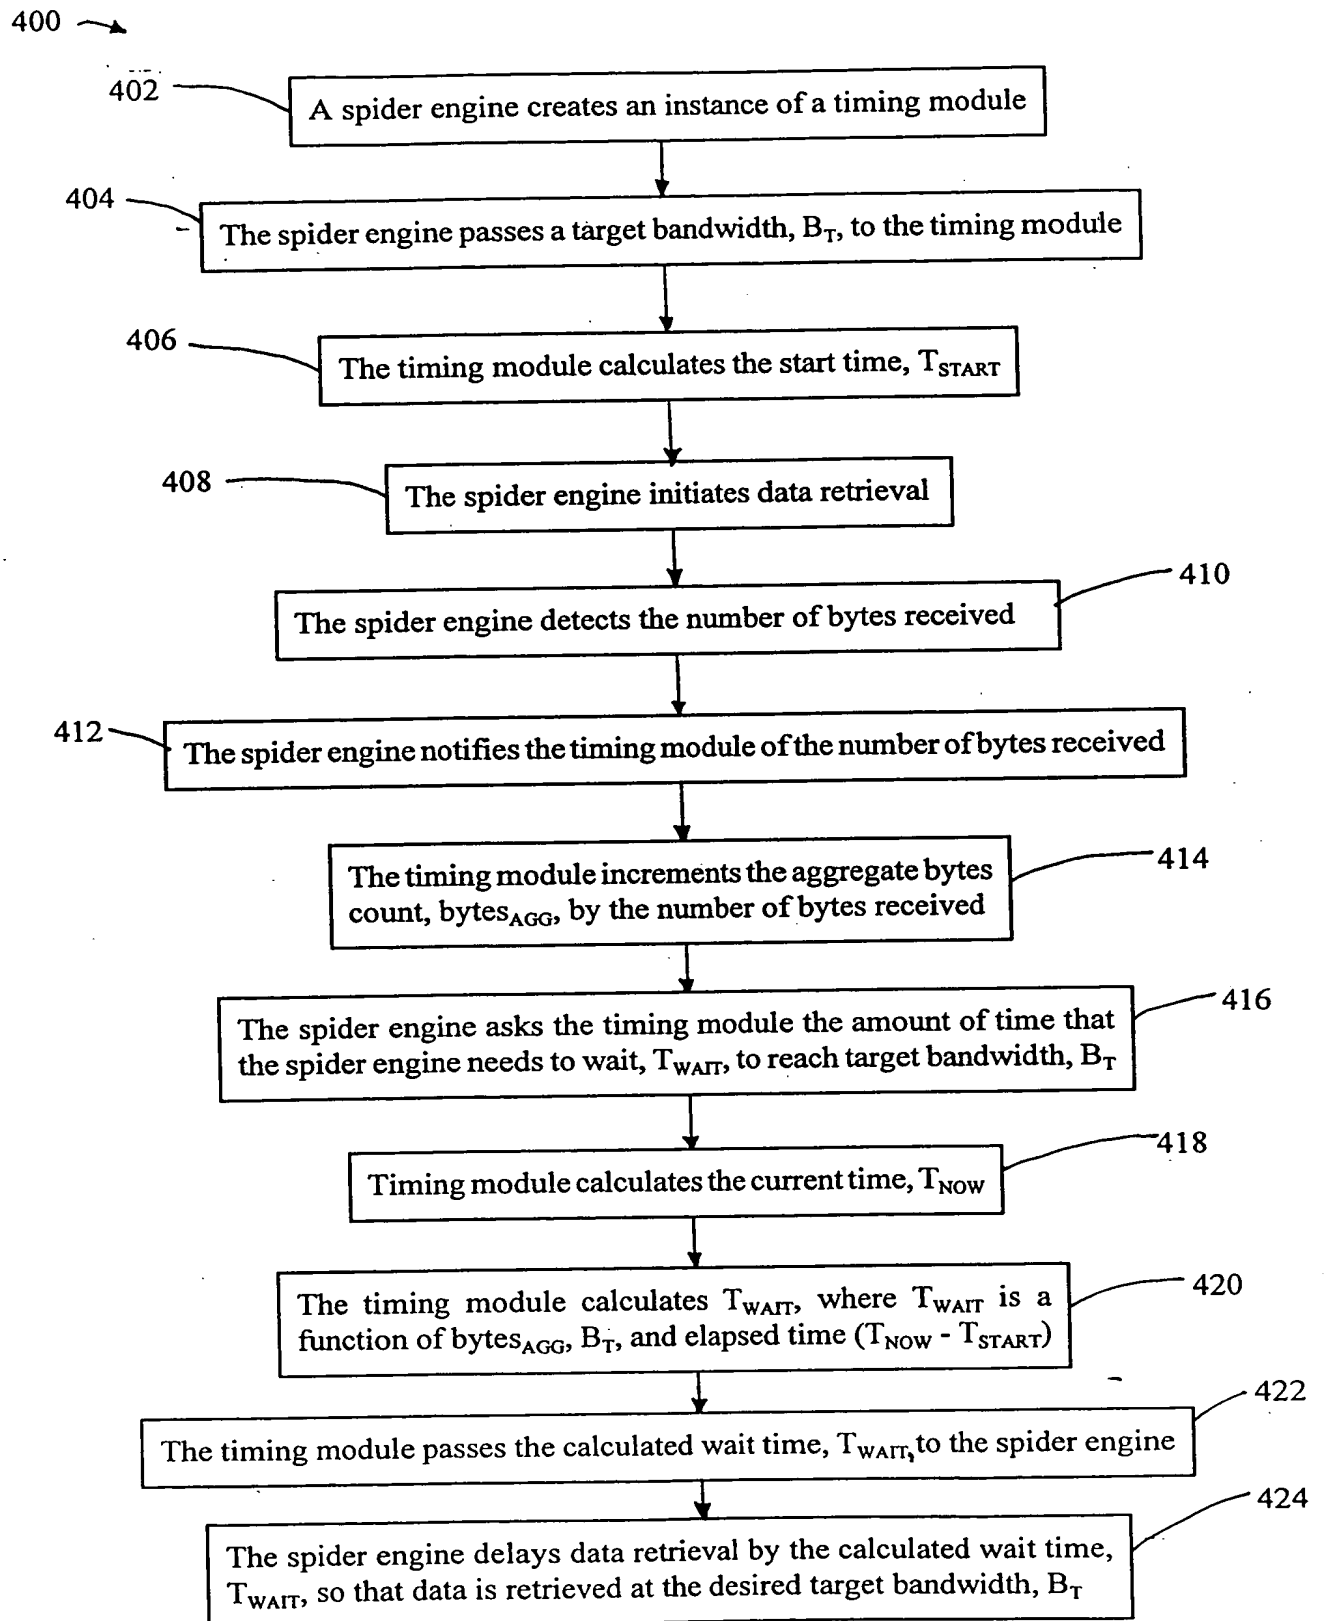 400
402
A spider engine creates an instance of a timing module
404
The spider engine passes a target bandwidth, B_T, to the timing module
406
The timing module calculates the start time, T_START
408
The spider engine initiates data retrieval
410
The spider engine detects the number of bytes received
412
The spider engine notifies the timing module of the number of bytes received
414
The timing module increments the aggregate bytes
count, bytes_AGG, by the number of bytes received
416
The spider engine asks the timing module the amount of time that
the spider engine needs to wait, T_WAIT, to reach target bandwidth, B_T
418
Timing module calculates the current time, T_NOW
420
The timing module calculates T_WAIT, where T_WAIT is a
function of bytes_AGG, B_T, and elapsed time (T_NOW - T_START)
422
The timing module passes the calculated wait time, T_WAIT, to the spider engine
424
The spider engine delays data retrieval by the calculated wait time,
T_WAIT, so that data is retrieved at the desired target bandwidth, B_T